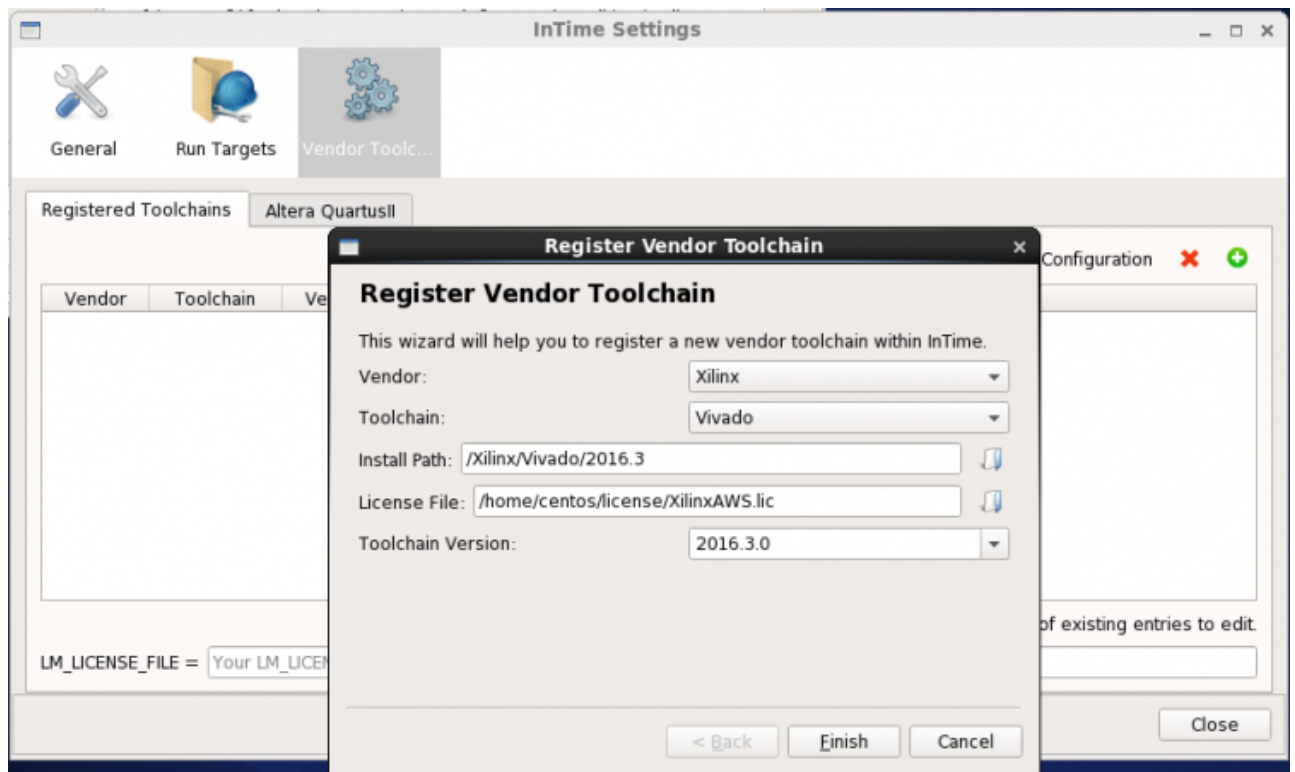 InTime Settings
General
Run Targets
Vendor Toolc...
Registered Toolchains
Altera QuartusII
Register Vendor Toolchain
Configuration
Vendor
Toolchain
Ve
Register Vendor Toolchain
This wizard will help you to register a new vendor toolchain within InTime.
Vendor:
Xilinx
Toolchain:
Vivado
Install Path:
/Xilinx/Vivado/2016.3
License File:
/home/centos/license/XilinxAWS.lic
Toolchain Version:
2016.3.0
of existing entries to edit.
LM_LICENSE_FILE =
Your LM_LICEN
< Back
Finish
Cancel
Close